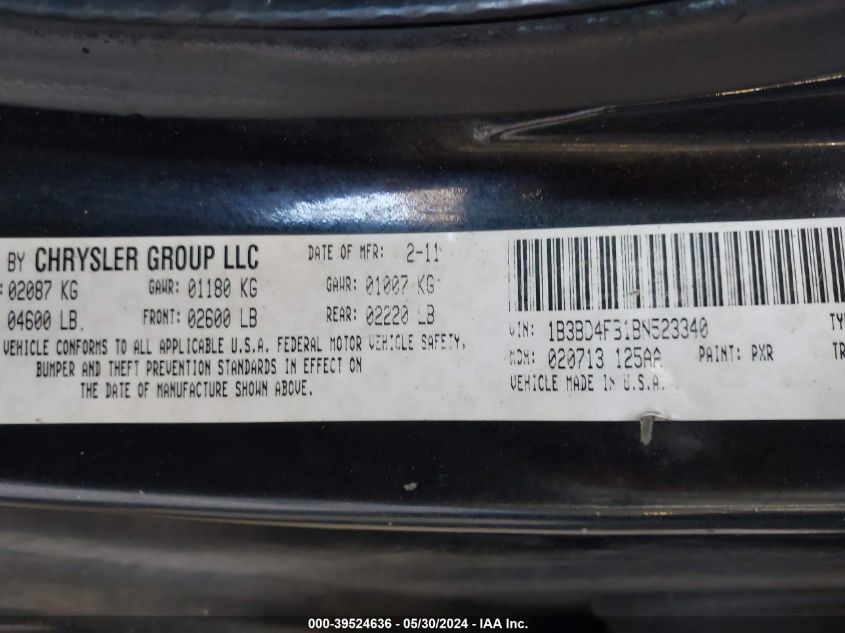 BY CHRYSLER GROUP LLC DATE OF MFR: 2-11
: 02087 KG GAWR: 01180 KG GAWR: 01007 KG
04600 LB FRONT: 02600 LB REAR: 02220 LB
VEHICLE CONFORMS TO ALL APPLICABLE U.S.A. FEDERAL MOTOR VEHICLE SAFETY,
BUMPER AND THEFT PREVENTION STANDARDS IN EFFECT ON
THE DATE OF MANUFACTURE SHOWN ABOVE.
VIN: 1B3BD4FB1BN523340 TY
MDH: 020713 125AA PAINT: PXR TR
VEHICLE MADE IN U.S.A.
000-39524636 - 05/30/2024 - IAA Inc.